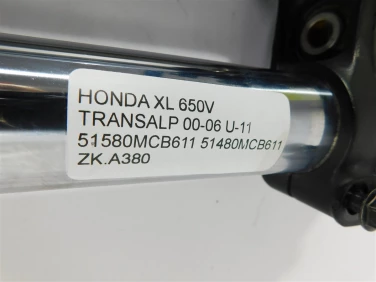 HONDA XL 650V
TRANSALP 00-06 U-11
51580MCB611 51480MCB611
ZK.A380